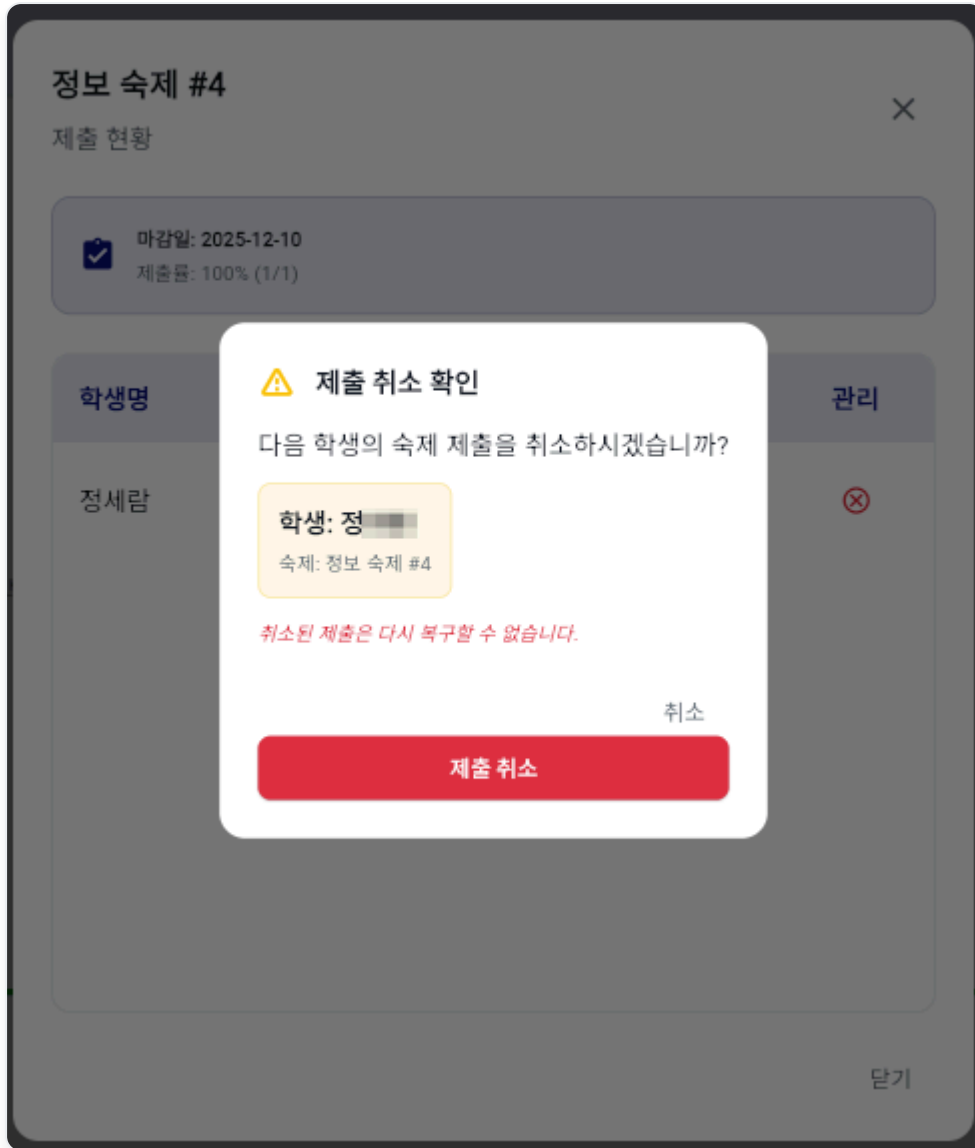 정보 숙제 #4
제출 현황
마감일: 2025-12-10
제출률: 100% (1/1)
학생명
관리
정세람
제출 취소 확인
다음 학생의 숙제 제출을 취소하시겠습니까?
학생: 정
숙제: 정보 숙제 #4
취소된 제출은 다시 복구할 수 없습니다.
취소
제출 취소
닫기